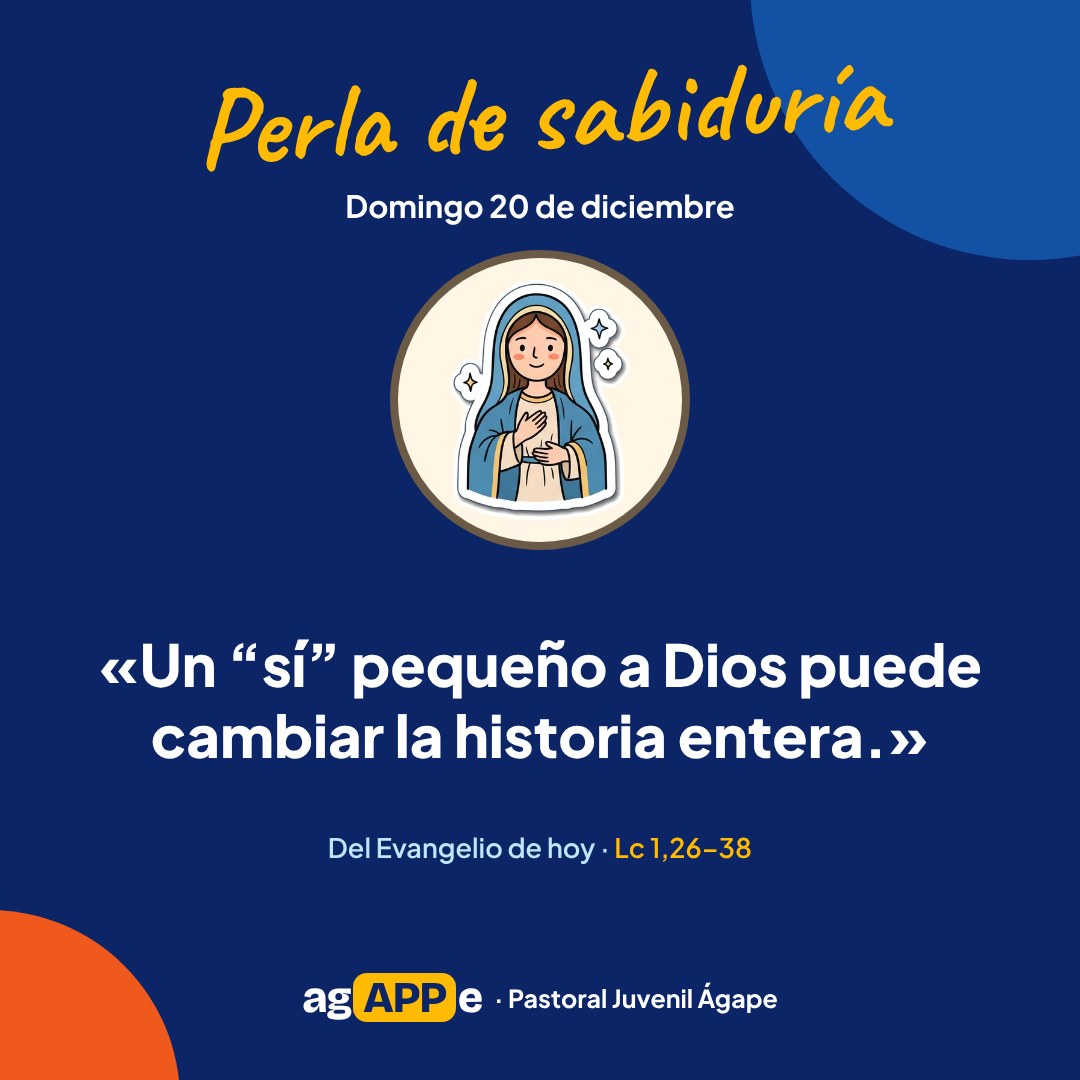 Perla de sabiduría
Domingo 20 de diciembre
«Un “sí” pequeño a Dios puede
cambiar la historia entera.»
Del Evangelio de hoy · Lc 1,26–38
agAPPe · Pastoral Juvenil Ágape